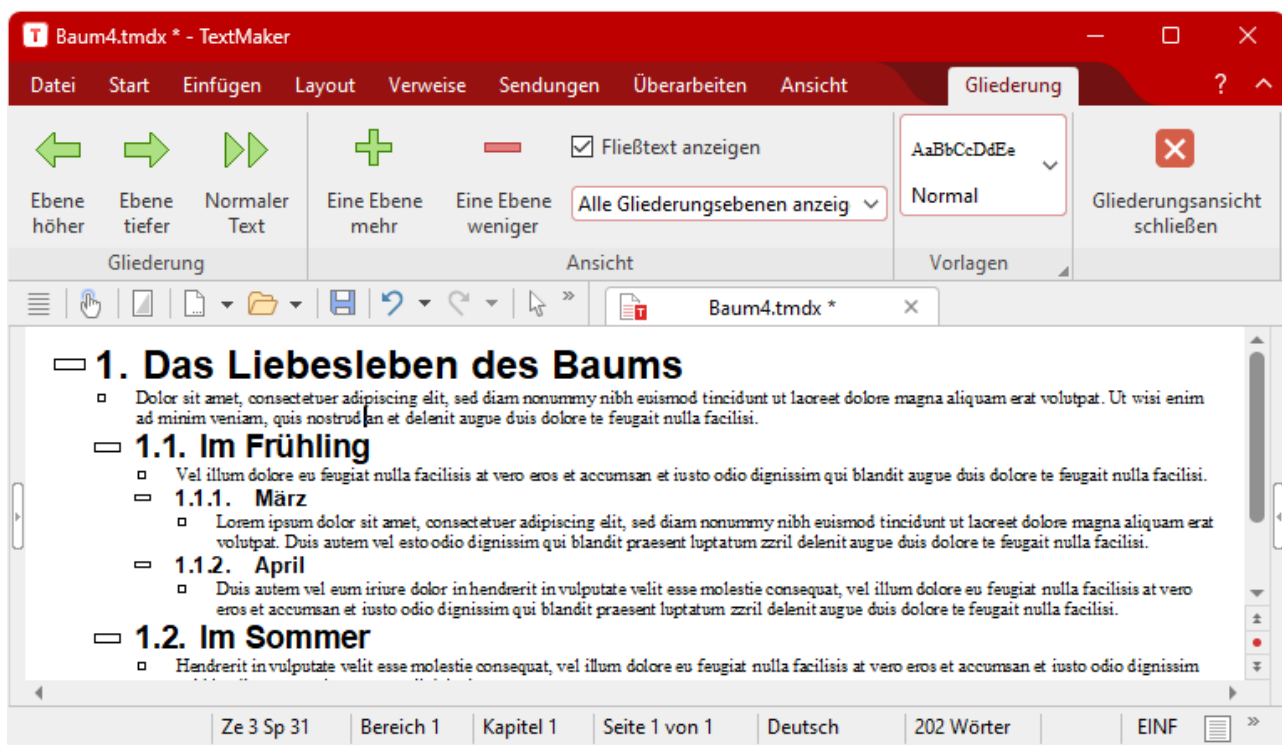 Baum4.tmdx * - TextMaker
Datei Start Einfügen Layout Verweise Sendungen Überarbeiten Ansicht Gliederung ?
Fließtext anzeigen
AaBbCcDdEe
Ebene höher
Ebene tiefer
Normaler Text
Eine Ebene mehr
Eine Ebene weniger
Alle Gliederungsebenen anzeig
Normal
Gliederungsansicht schließen
Gliederung Ansicht Vorlagen
Baum4.tmdx *
1. Das Liebesleben des Baums
Dolor sit amet, consectetuer adipiscing elit, sed diam nonummy nibh euismod tincidunt ut laoreet dolore magna aliquam erat volutpat. Ut wisi enim
ad minim veniam, quis nostrud an et delenit augue duis dolore te feugait nulla facilisi.
1.1. Im Frühling
Vel illum dolore eu feugiat nulla facilisis at vero eros et accumsan et iusto odio dignissim qui blandit augue duis dolore te feugait nulla facilisi.
1.1.1. März
Lorem ipsum dolor sit amet, consectetuer adipiscing elit, sed diam nonummy nibh euismod tincidunt ut laoreet dolore magna aliquam erat
volutpat. Duis autem vel esto odio dignissim qui blandit praesent luptatum zzril delenit augue duis dolore te feugait nulla facilisi.
1.1.2. April
Duis autem vel eum iriure dolor in hendrerit in vulputate velit esse molestie consequat, vel illum dolore eu feugiat nulla facilisis at vero
eros et accumsan et iusto odio dignissim qui blandit praesent luptatum zzril delenit augue duis dolore te feugait nulla facilisi.
1.2. Im Sommer
Hendrerit in vulputate velit esse molestie consequat, vel illum dolore eu feugiat nulla facilisis at vero eros et accumsan et iusto odio dignissim
Ze 3 Sp 31 Bereich 1 Kapitel 1 Seite 1 von 1 Deutsch 202 Wörter EINF